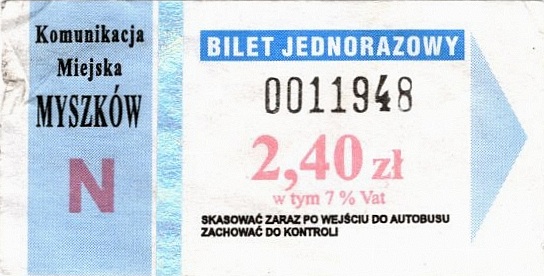 Komunikacja
Miejska
MYSZKÓW
N
BILET JEDNORAZOWY
0011948
2,40 zł
w tym 7 % Vat
SKASOWAĆ ZARAZ PO WEJŚCIU DO AUTOBUSU
ZACHOWAĆ DO KONTROLI